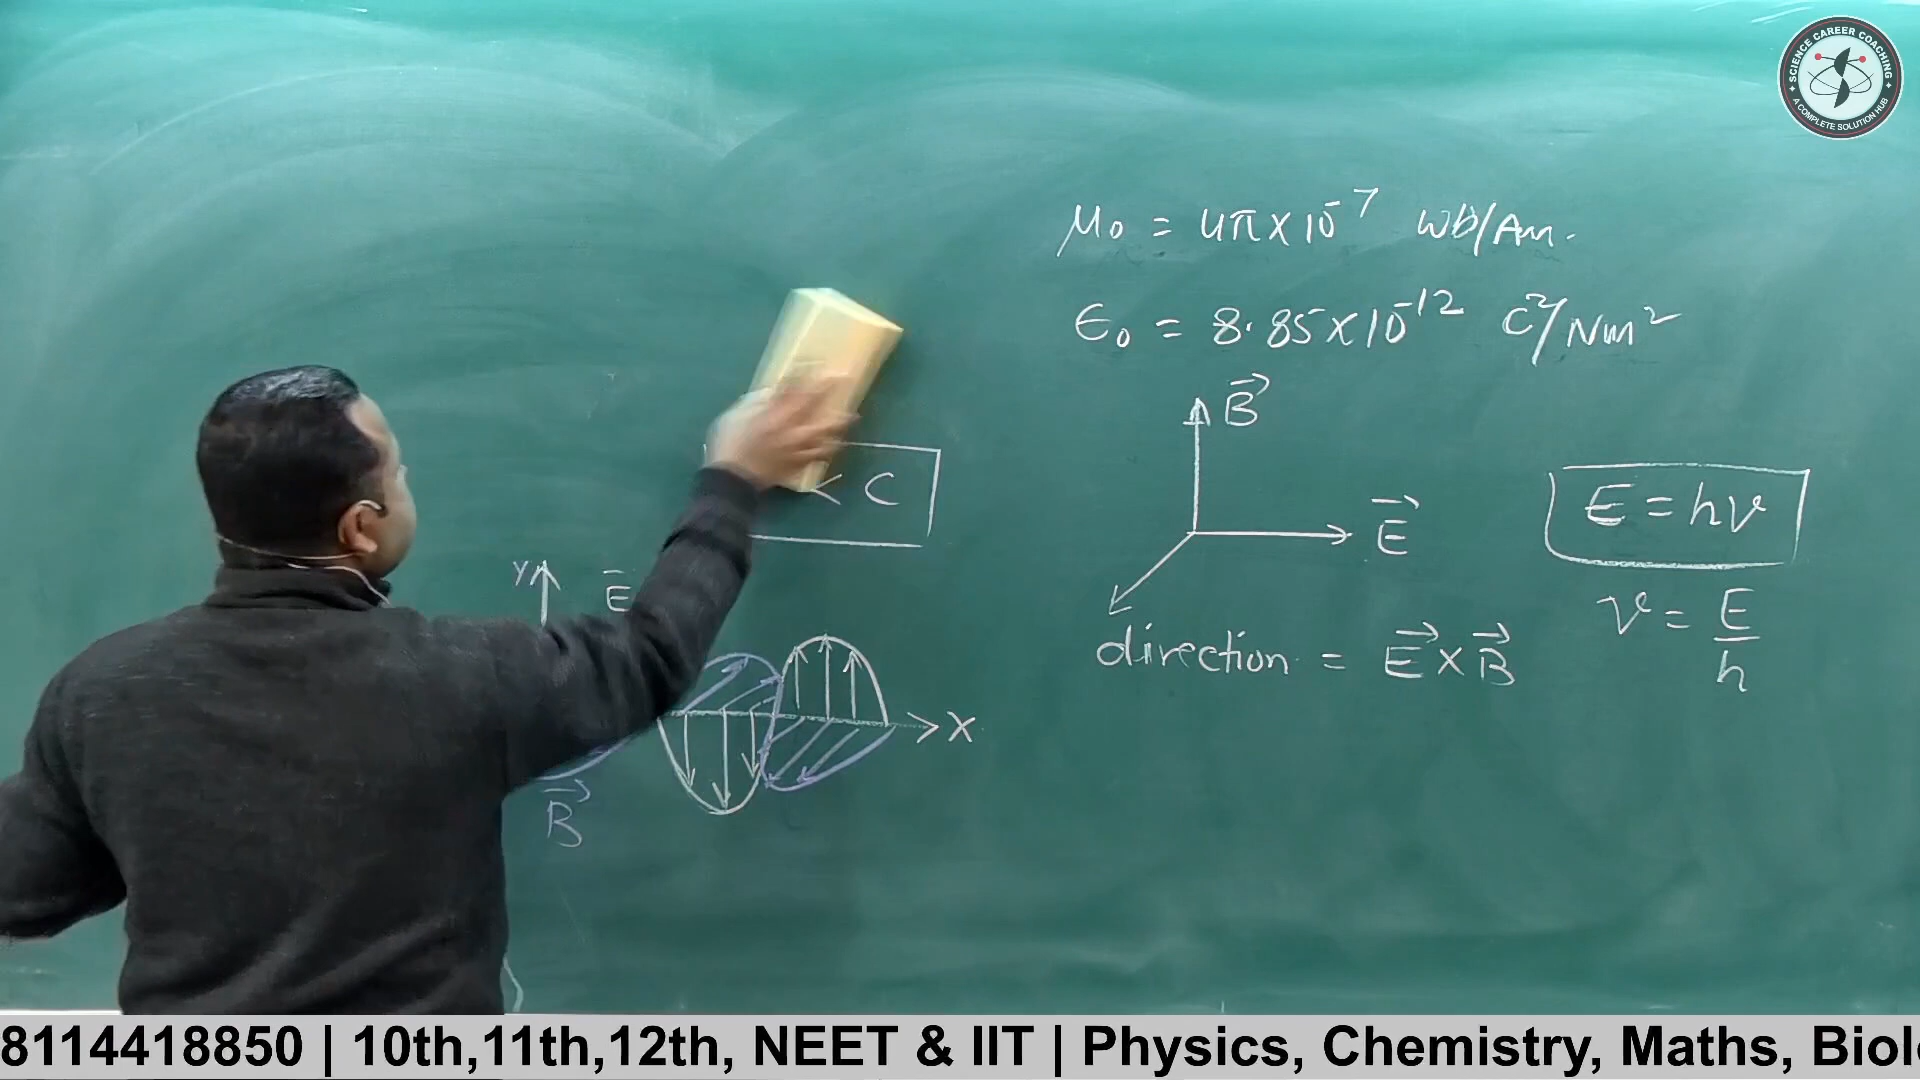 SCIENCE CAREER COACHING
A COMPLETE SOLUTION HUB
μ₀ = 4π×10⁻⁷ wb/Am.
ϵ₀ = 8.85×10⁻¹² C²/Nm²
B⃗
E⃗
direction = E⃗×B⃗
E = hν
ν = E/h
< C
Y
E
X
B⃗
8114418850 | 10th,11th,12th, NEET & IIT | Physics, Chemistry, Maths,